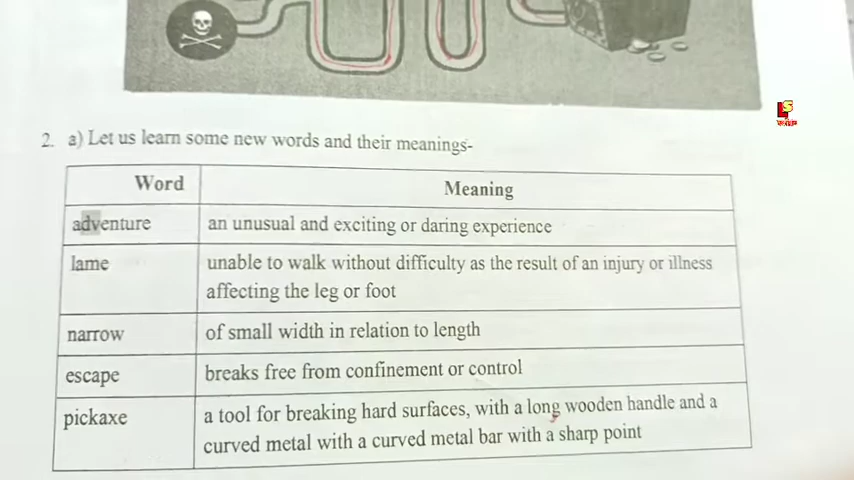 2. a) Let us learn some new words and their meanings-
Word Meaning
adventure an unusual and exciting or daring experience
lame unable to walk without difficulty as the result of an injury or illness
affecting the leg or foot
narrow of small width in relation to length
escape breaks free from confinement or control
pickaxe a tool for breaking hard surfaces, with a long wooden handle and a
curved metal with a curved metal bar with a sharp point
LS